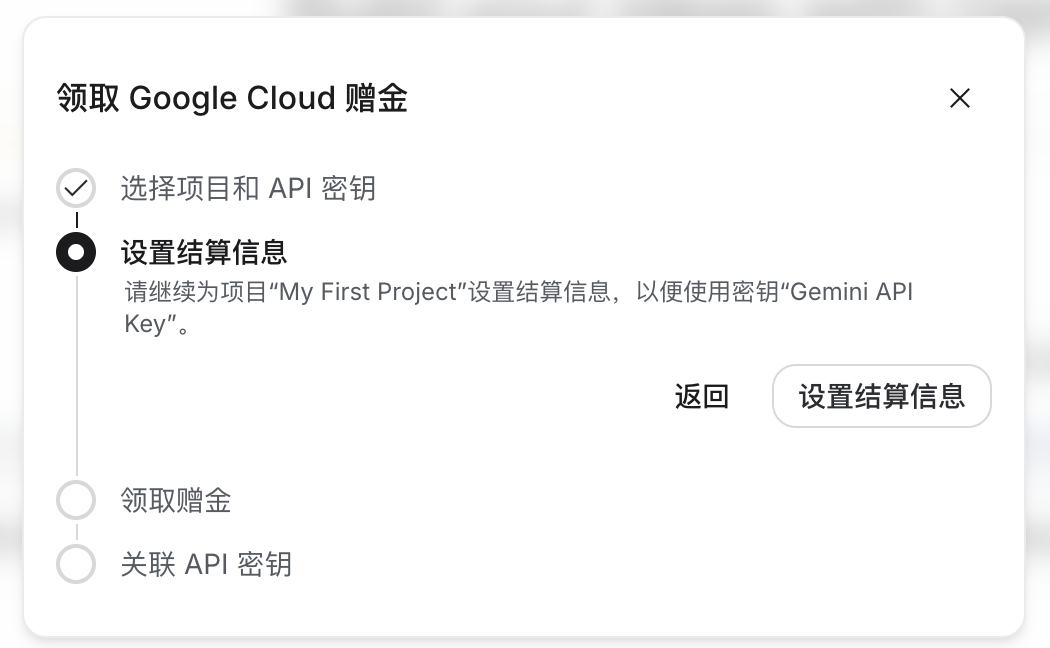 领取 Google Cloud 赠金
选择项目和 API 密钥
设置结算信息
请继续为项目“My First Project”设置结算信息，以便使用密钥“Gemini API
Key”。
返回
设置结算信息
领取赠金
关联 API 密钥